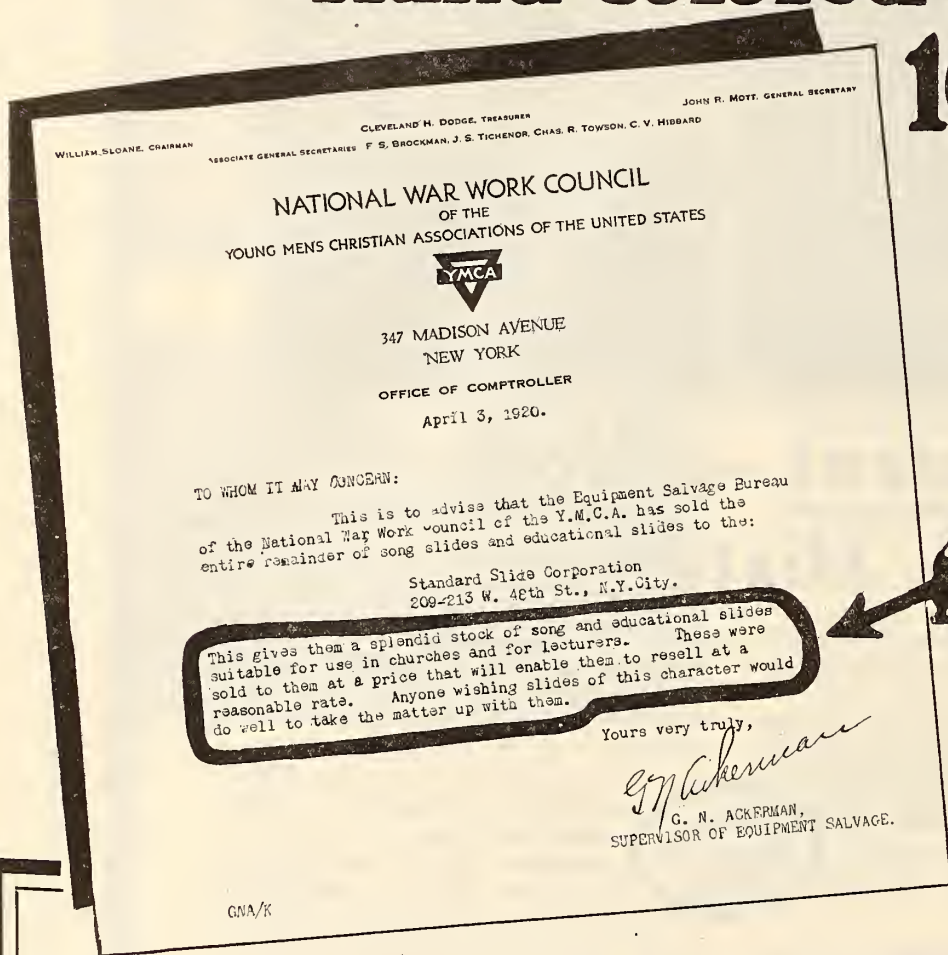 WILLIAM SLOANE, CHAIRMAN
CLEVELAND H. DODGE, TREASURER
JOHN R. MOTT, GENERAL SECRETARY
ASSOCIATE GENERAL SECRETARIES F. S. BROCKMAN, J. S. TICHENOR, CHAS. R. TOWSON, C. V. HIBBARD
NATIONAL WAR WORK COUNCIL
OF THE
YOUNG MENS CHRISTIAN ASSOCIATIONS OF THE UNITED STATES
YMCA
347 MADISON AVENUE
NEW YORK
OFFICE OF COMPTROLLER
April 3, 1920.
TO WHOM IT MAY CONCERN:
This is to advise that the Equipment Salvage Bureau
of the National War Work Council of the Y.M.C.A. has sold the
entire remainder of song slides and educational slides to the:
Standard Slide Corporation
209-213 W. 48th St., N.Y.City.
This gives them a splendid stock of song and educational slides
suitable for use in churches and for lecturers. These were
sold to them at a price that will enable them to resell at a
reasonable rate. Anyone wishing slides of this character would
do well to take the matter up with them.
Yours very truly,
G N Ackerman
G. N. ACKERMAN,
SUPERVISOR OF EQUIPMENT SALVAGE.
GNA/K